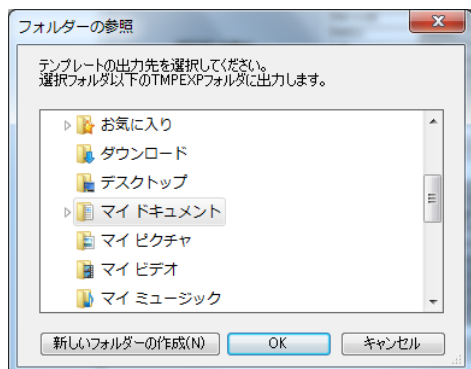 フォルダーの参照
テンプレートの出力先を選択してください。
選択フォルダ以下のTMPEXPフォルダに出力します。
お気に入り
ダウンロード
デスクトップ
マイ ドキュメント
マイ ピクチャ
マイ ビデオ
マイ ミュージック
新しいフォルダーの作成(N)
OK
キャンセル